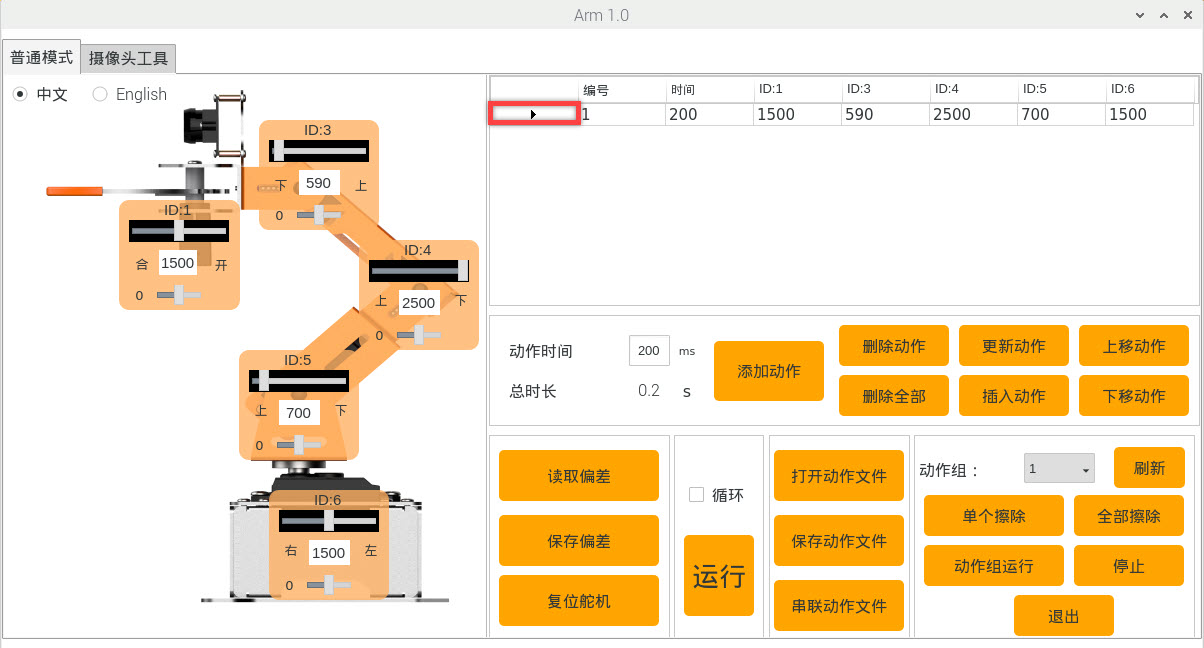 Arm 1.0
普通模式 摄像头工具
中文 English
编号 时间 ID:1 ID:3 ID:4 ID:5 ID:6
1 200 1500 590 2500 700 1500
ID:3
下 590 上
0
ID:1
合 1500 开
0
ID:4
上 2500 下
0
ID:5
上 700 下
0
ID:6
右 1500 左
0
动作时间 200 ms
总时长 0.2 s
添加动作
删除动作 更新动作 上移动作
删除全部 插入动作 下移动作
读取偏差
保存偏差
复位舵机
循环
运行
打开动作文件
保存动作文件
串联动作文件
动作组： 1 刷新
单个擦除 全部擦除
动作组运行 停止
退出